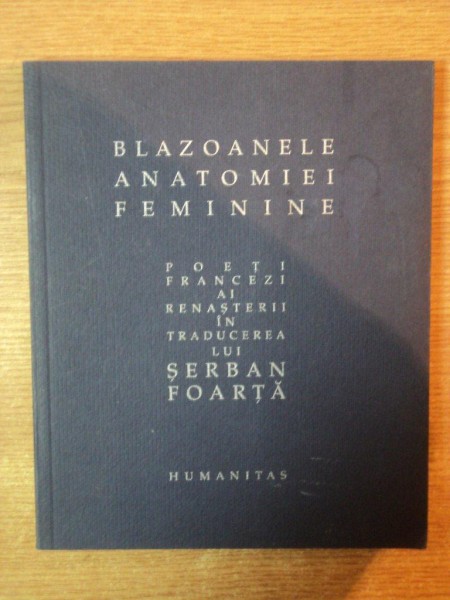 BLAZOANELE
ANATOMIEI
FEMININE
POEȚI
FRANCEZI
AI
RENAȘTERII
ÎN
TRADUCEREA
LUI
ȘERBAN
FOARȚĂ
HUMANITAS